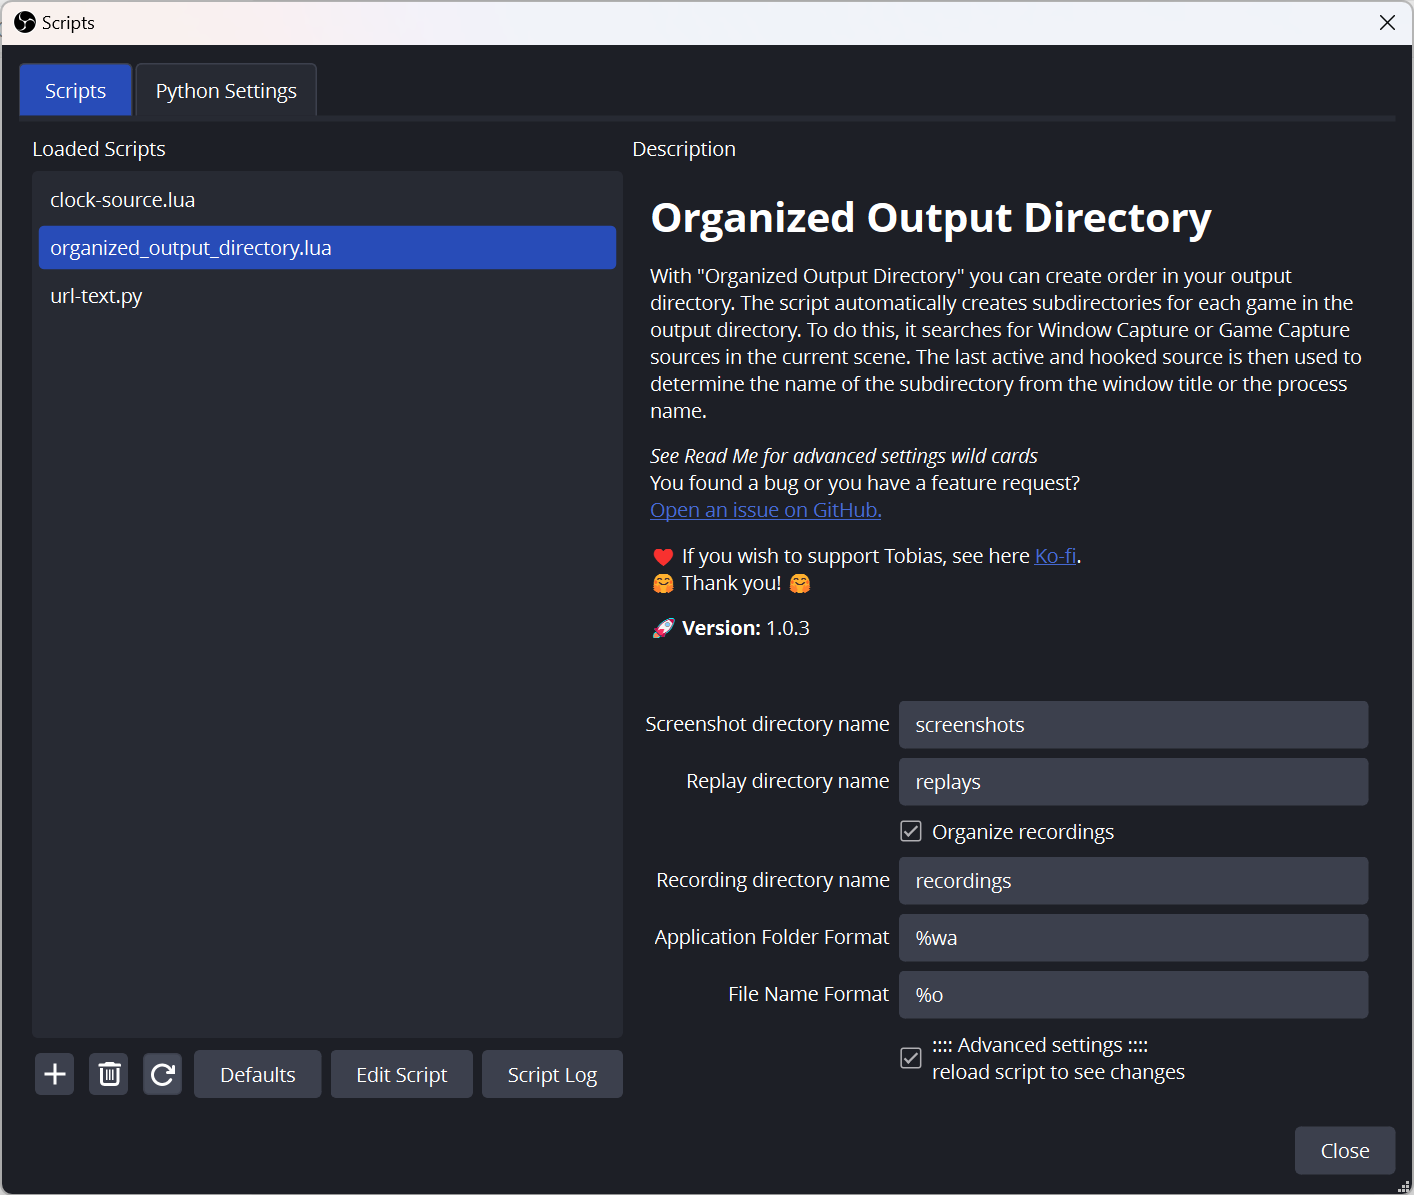 Scripts
Scripts
Python Settings
Loaded Scripts
clock-source.lua
organized_output_directory.lua
url-text.py
Defaults
Edit Script
Script Log
Description
Organized Output Directory
With "Organized Output Directory" you can create order in your output
directory. The script automatically creates subdirectories for each game in the
output directory. To do this, it searches for Window Capture or Game Capture
sources in the current scene. The last active and hooked source is then used to
determine the name of the subdirectory from the window title or the process
name.
See Read Me for advanced settings wild cards
You found a bug or you have a feature request?
Open an issue on GitHub.
❤️ If you wish to support Tobias, see here Ko-fi.
🤗 Thank you! 🤗
🚀 Version: 1.0.3
Screenshot directory name screenshots
Replay directory name replays
Organize recordings
Recording directory name recordings
Application Folder Format %wa
File Name Format %o
:::: Advanced settings ::::
reload script to see changes
Close